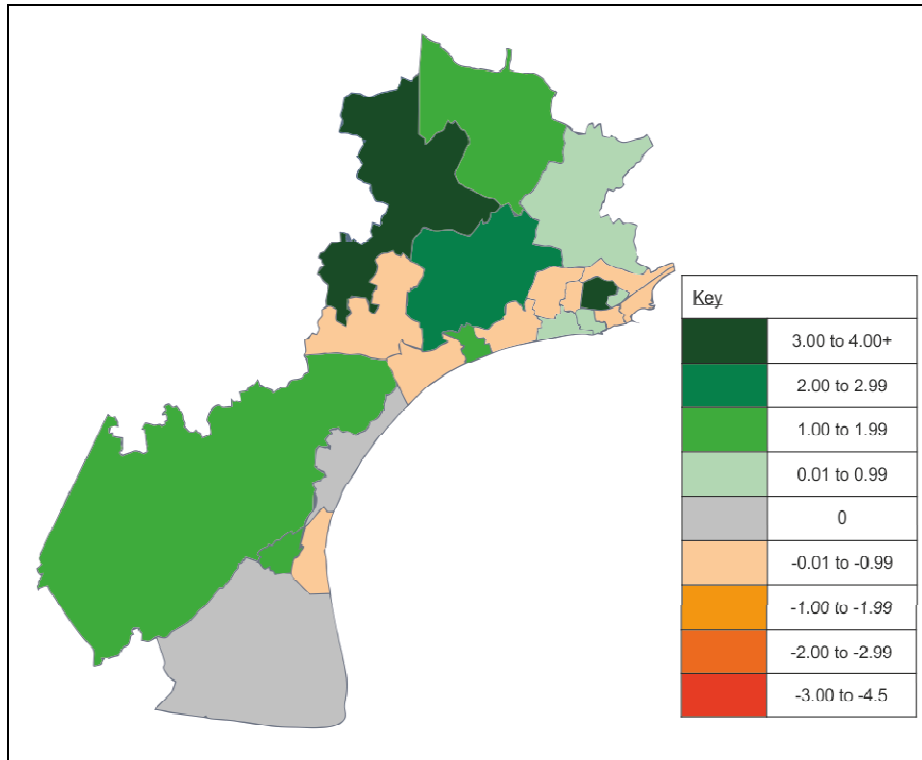 Key
3.00 to 4.00+
2.00 to 2.99
1.00 to 1.99
0.01 to 0.99
0
-0.01 to -0.99
-1.00 to -1.99
-2.00 to -2.99
-3.00 to -4.5